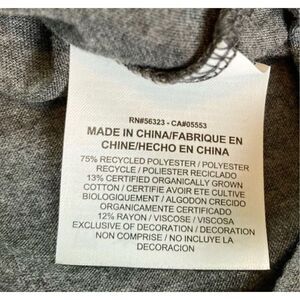 RN#56323 - CA#05553
MADE IN CHINA/FABRIQUE EN
CHINE/HECHO EN CHINA
75% RECYCLED POLYESTER / POLYESTER
RECYCLE / POLIESTER RECICLADO
13% CERTIFIED ORGANICALLY GROWN
COTTON / CERTIFIE AVOIR ETE CULTIVE
BIOLOGIQUEMENT / ALGODON CRECIDO
ORGANICAMENTE CERTIFICADO
12% RAYON / VISCOSE / VISCOSA
EXCLUSIVE OF DECORATION / DECORATION
NON COMPRISE / NO INCLUYE LA
DECORACION